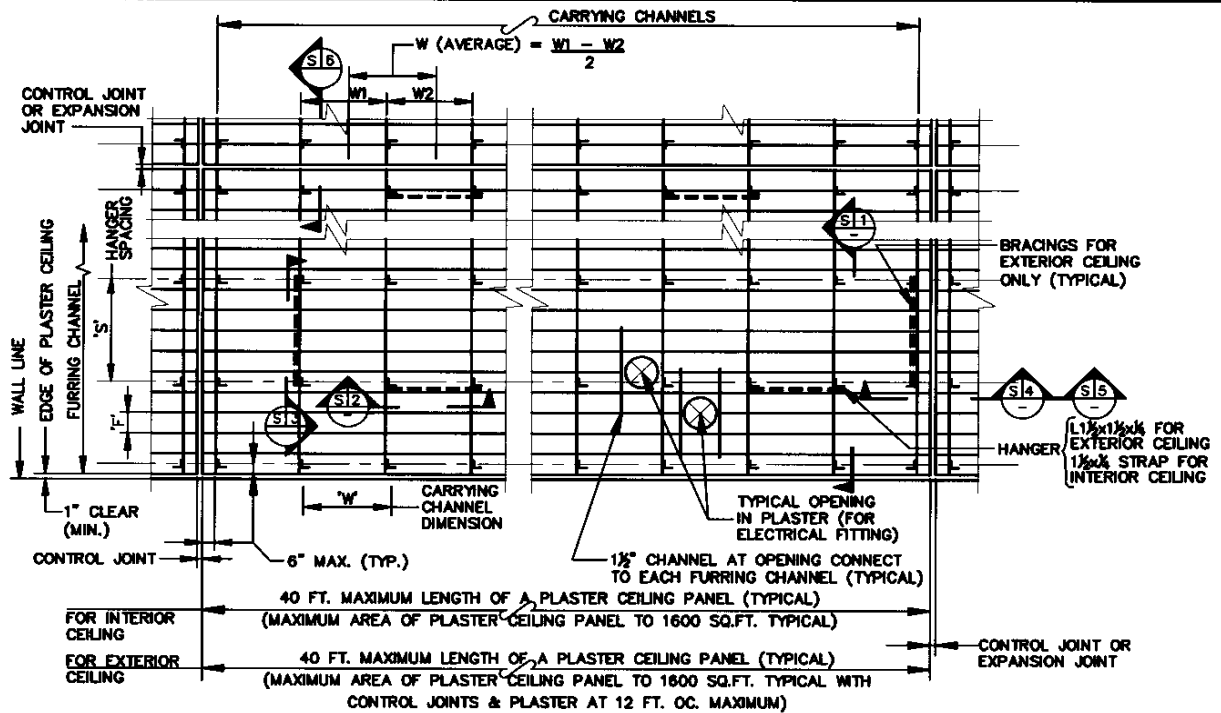 CARRYING CHANNELS
W (AVERAGE) = W1 - W2
2
S 6
W1
W2
CONTROL JOINT
OR EXPANSION
JOINT
HANGER
SPACING
'S'
'F'
WALL LINE
EDGE OF PLASTER CEILING
FURRING CHANNEL
S 1
-
BRACINGS FOR
EXTERIOR CEILING
ONLY (TYPICAL)
S 2
-
S 3
S 4
-
S 5
-
HANGER
L1½x1½x¼ FOR
EXTERIOR CEILING
1½x¼ STRAP FOR
INTERIOR CEILING
1" CLEAR
(MIN.)
'W'
CARRYING
CHANNEL
DIMENSION
TYPICAL OPENING
IN PLASTER (FOR
ELECTRICAL FITTING)
CONTROL JOINT
6" MAX. (TYP.)
1½" CHANNEL AT OPENING CONNECT
TO EACH FURRING CHANNEL (TYPICAL)
FOR INTERIOR
CEILING
40 FT. MAXIMUM LENGTH OF A PLASTER CEILING PANEL (TYPICAL)
(MAXIMUM AREA OF PLASTER CEILING PANEL TO 1600 SQ.FT. TYPICAL)
CONTROL JOINT OR
EXPANSION JOINT
FOR EXTERIOR
CEILING
40 FT. MAXIMUM LENGTH OF A PLASTER CEILING PANEL (TYPICAL)
(MAXIMUM AREA OF PLASTER CEILING PANEL TO 1600 SQ.FT. TYPICAL WITH
CONTROL JOINTS & PLASTER AT 12 FT. OC. MAXIMUM)